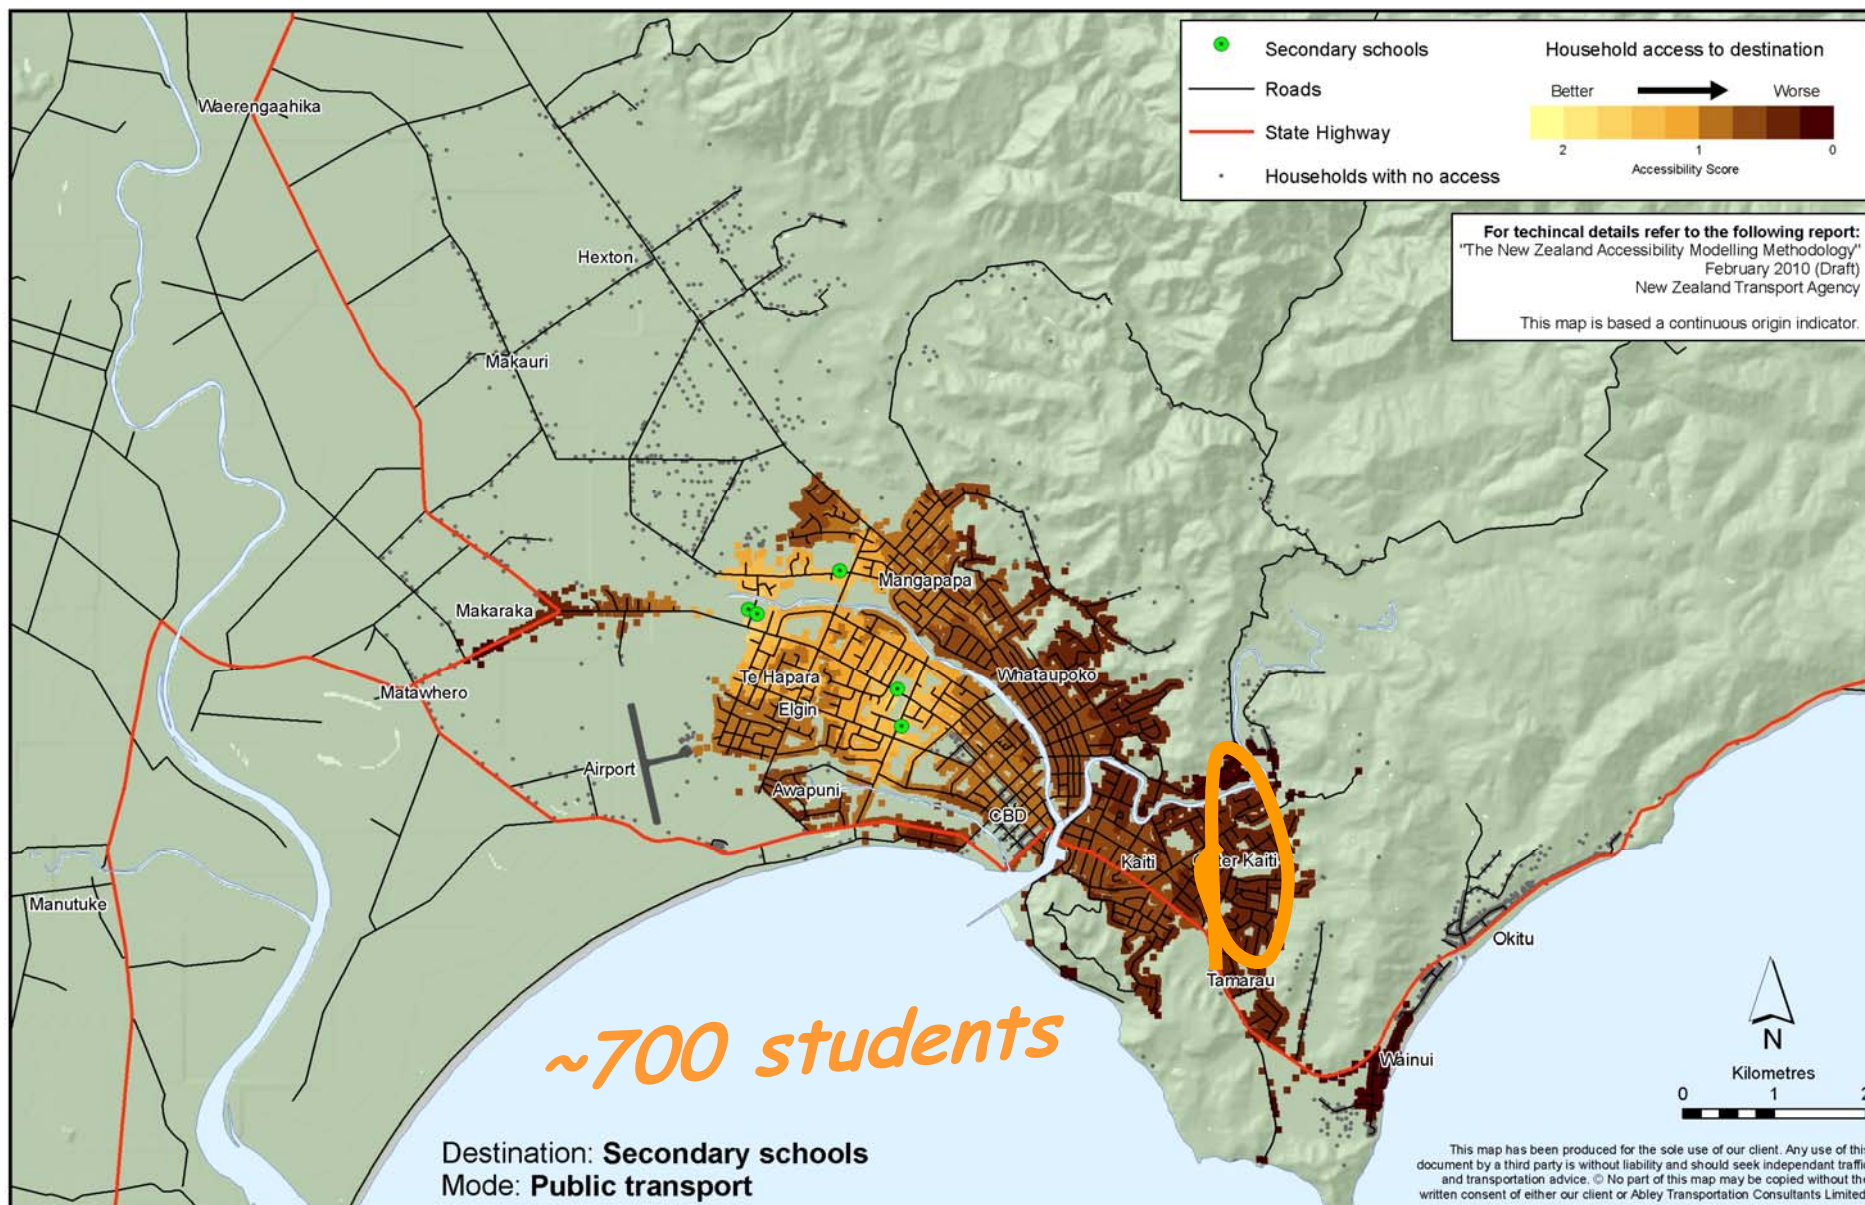 Secondary schools
Roads
State Highway
Households with no access
Household access to destination
Better
Worse
2
1
0
Accessibility Score
For techincal details refer to the following report:
"The New Zealand Accessibility Modelling Methodology"
February 2010 (Draft)
New Zealand Transport Agency
This map is based a continuous origin indicator.
Waerengaahika
Hexton
Makauri
Mangapapa
Makaraka
Te Hapara
Whataupoko
Matawhero
Elgin
Airport
Awapuni
CBD
Kaiti
Outer Kaiti
Manutuke
Okitu
Tamarau
Wainui
~700 students
N
Kilometres
0 1 2
Destination: Secondary schools
Mode: Public transport
This map has been produced for the sole use of our client. Any use of this
document by a third party is without liability and should seek independant traffic
and transportation advice. © No part of this map may be copied without the
written consent of either our client or Abley Transportation Consultants Limited